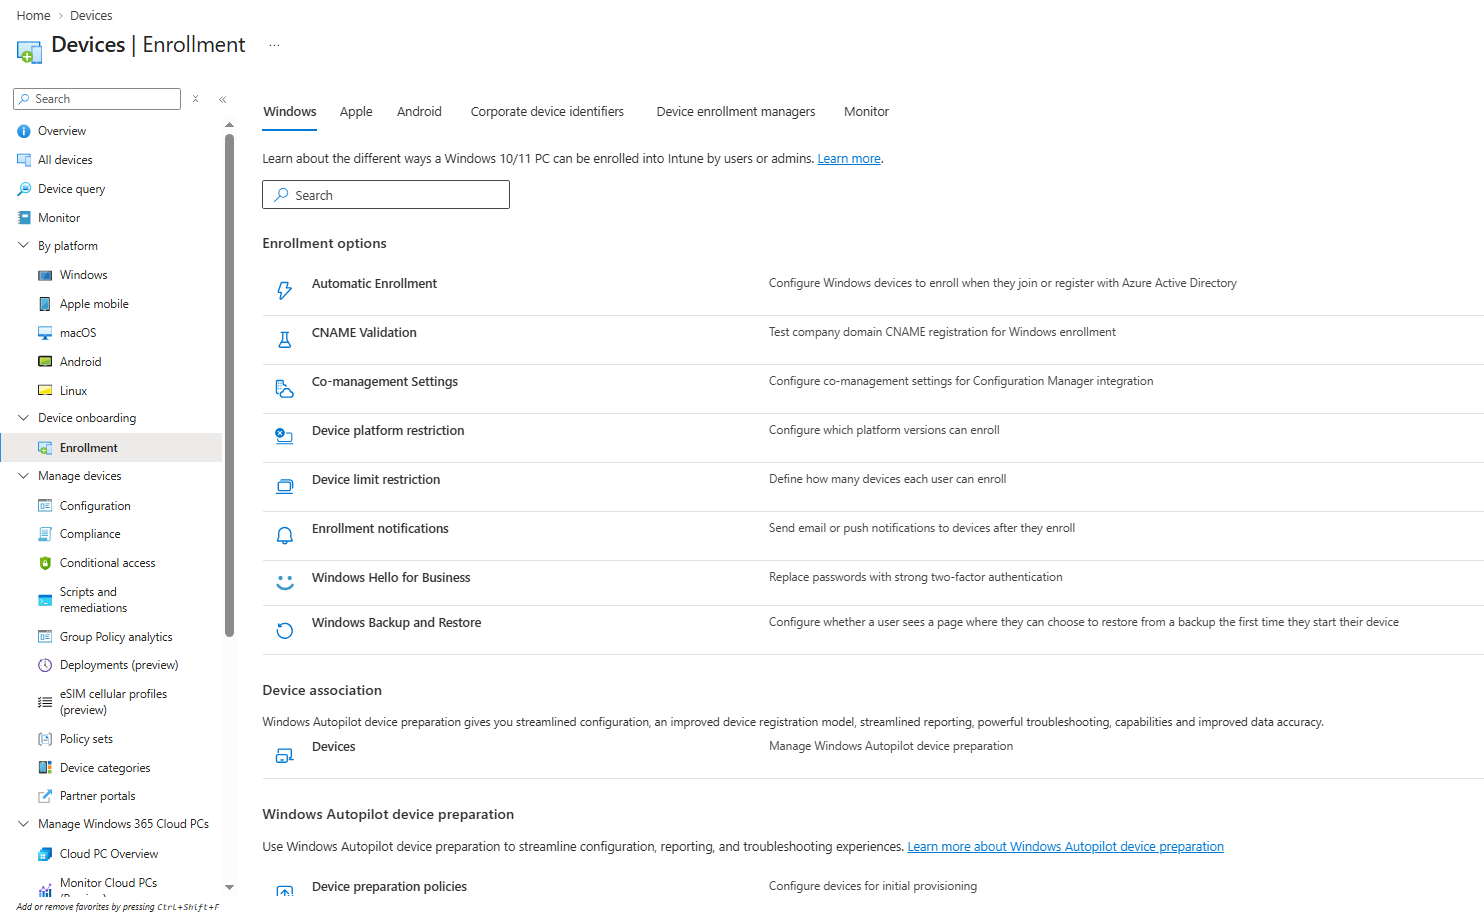 Home > Devices
Devices | Enrollment ...
Search
Overview
All devices
Device query
Monitor
By platform
Windows
Apple mobile
macOS
Android
Linux
Device onboarding
Enrollment
Manage devices
Configuration
Compliance
Conditional access
Scripts and
remediations
Group Policy analytics
Deployments (preview)
eSIM cellular profiles
(preview)
Policy sets
Device categories
Partner portals
Manage Windows 365 Cloud PCs
Cloud PC Overview
Monitor Cloud PCs
Add or remove favorites by pressing Ctrl+Shift+F
Windows Apple Android Corporate device identifiers Device enrollment managers Monitor
Learn about the different ways a Windows 10/11 PC can be enrolled into Intune by users or admins. Learn more.
Search
Enrollment options
Automatic Enrollment Configure Windows devices to enroll when they join or register with Azure Active Directory
CNAME Validation Test company domain CNAME registration for Windows enrollment
Co-management Settings Configure co-management settings for Configuration Manager integration
Device platform restriction Configure which platform versions can enroll
Device limit restriction Define how many devices each user can enroll
Enrollment notifications Send email or push notifications to devices after they enroll
Windows Hello for Business Replace passwords with strong two-factor authentication
Windows Backup and Restore Configure whether a user sees a page where they can choose to restore from a backup the first time they start their device
Device association
Windows Autopilot device preparation gives you streamlined configuration, an improved device registration model, streamlined reporting, powerful troubleshooting, capabilities and improved data accuracy.
Devices Manage Windows Autopilot device preparation
Windows Autopilot device preparation
Use Windows Autopilot device preparation to streamline configuration, reporting, and troubleshooting experiences. Learn more about Windows Autopilot device preparation
Device preparation policies Configure devices for initial provisioning